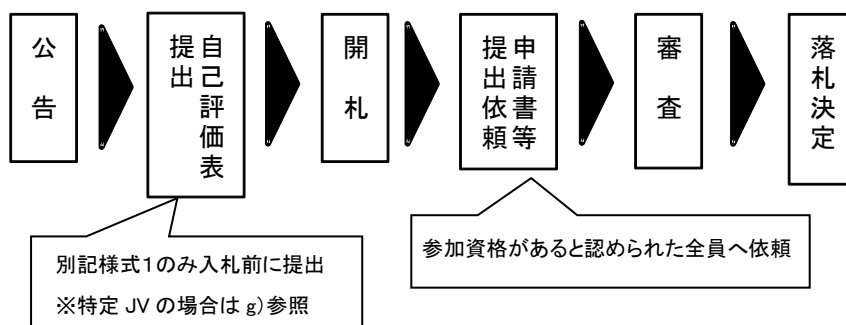 公告
自己評価表
提出
開札
申請書等
提出依頼
審査
落札決定
別記様式1のみ入札前に提出
※特定 JV の場合は g)参照
参加資格があると認められた全員へ依頼